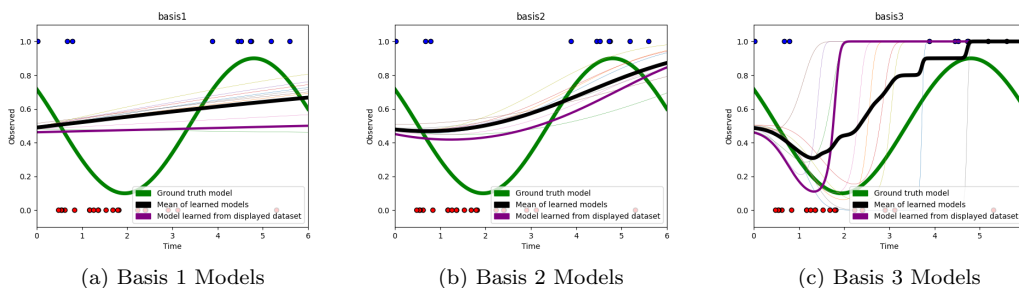 basis1
1.0
0.8
0.6
0.4
0.2
0.0
Observed
Ground truth model
Mean of learned models
Model learned from displayed dataset
0 1 2 3 4 5 6
Time
(a) Basis 1 Models
basis2
1.0
0.8
0.6
0.4
0.2
0.0
Observed
Ground truth model
Mean of learned models
Model learned from displayed dataset
0 1 2 3 4 5 6
Time
(b) Basis 2 Models
basis3
1.0
0.8
0.6
0.4
0.2
0.0
Observed
Ground truth model
Mean of learned models
Model learned from displayed dataset
0 1 2 3 4 5
Time
(c) Basis 3 Models